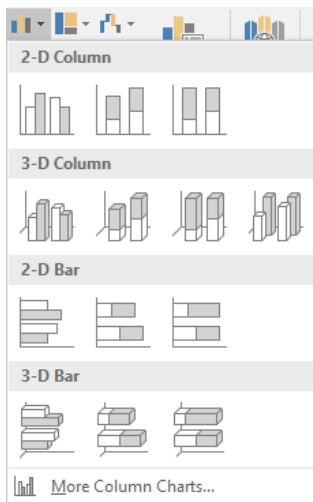 2-D Column
3-D Column
2-D Bar
3-D Bar
More Column Charts...